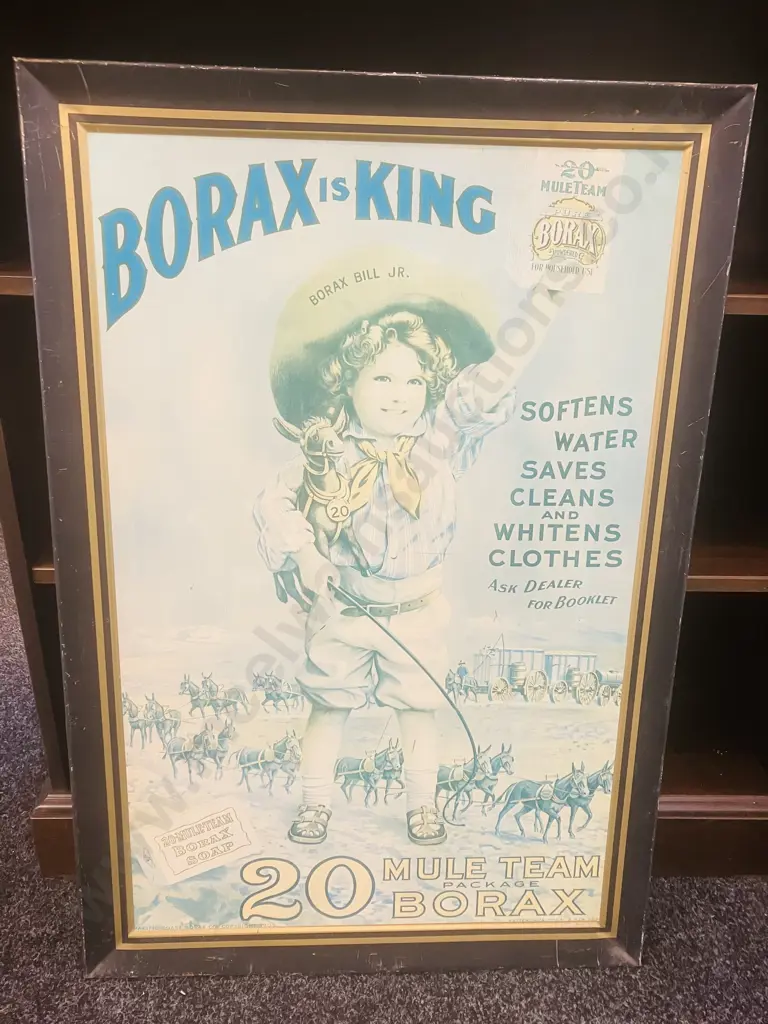 BORAX IS KING
20
MULE TEAM
BORAX
FOR HOUSEHOLD USE
BORAX BILL JR.
SOFTENS
WATER
SAVES
CLEANS
AND
WHITENS
CLOTHES
ASK DEALER
FOR BOOKLET
20
20 MULE TEAM
BORAX
SOAP
20 MULE TEAM
PACKAGE
BORAX